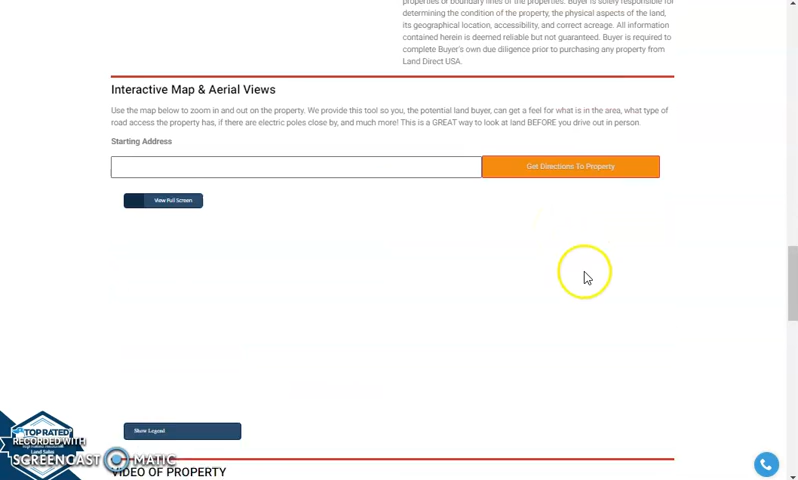 properties or boundary lines of the properties. Buyer is solely responsible for
determining the condition of the property, the physical aspects of the land,
its geographical location, accessibility, and correct acreage. All information
contained herein is deemed reliable but not guaranteed. Buyer is required to
complete Buyer's own due diligence prior to purchasing any property from
Land Direct USA.
Interactive Map & Aerial Views
Use the map below to zoom in and out on the property. We provide this tool so you, the potential land buyer, can get a feel for what is in the area, what type of
road access the property has, if there are electric poles close by, and much more! This is a GREAT way to look at land BEFORE you drive out in person.
Starting Address
Get Directions To Property
View Full Screen
Show Legend
TOP RATED
RECORDED WITH
Land Sales
SCREENCAST MATIC
VIDEO OF PROPERTY